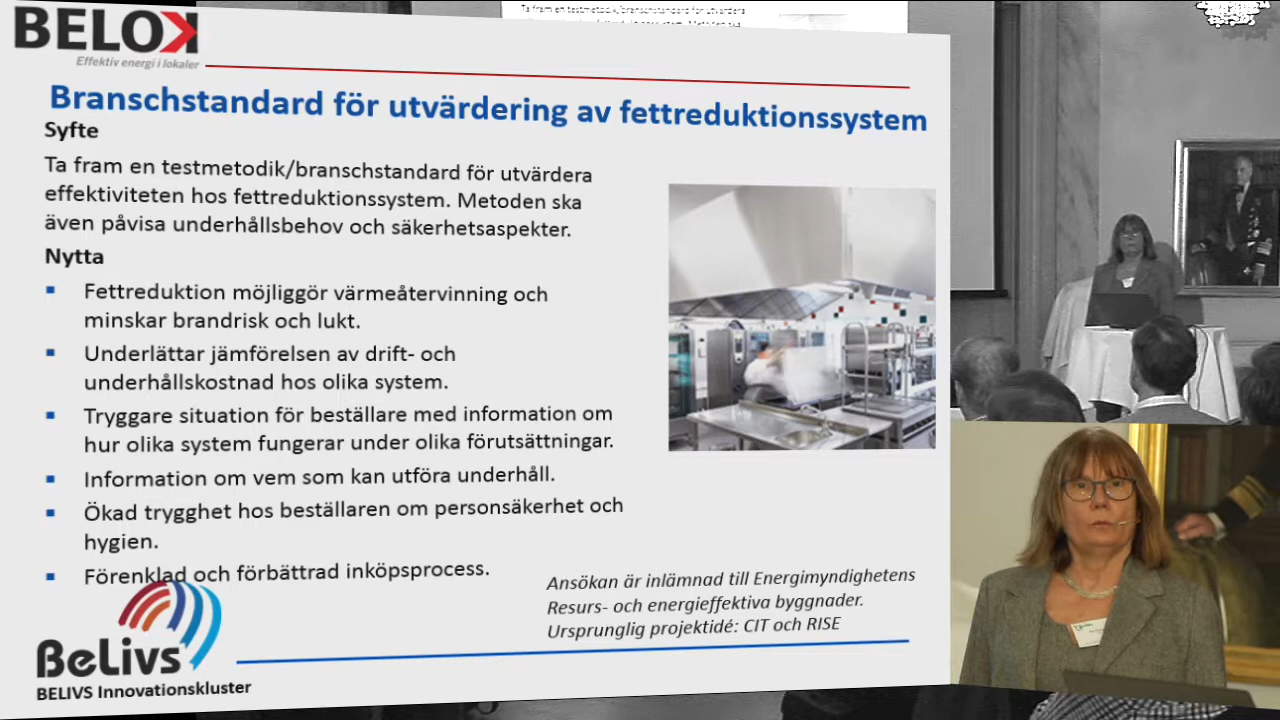 Ta fram en testmetodik/branschstandard för utvärdera
BELOK
Effektiv energi i lokaler
Branschstandard för utvärdering av fettreduktionssystem
Syfte
Ta fram en testmetodik/branschstandard för utvärdera
effektiviteten hos fettreduktionssystem. Metoden ska
även påvisa underhållsbehov och säkerhetsaspekter.
Nytta
Fettreduktion möjliggör värmeåtervinning och
minskar brandrisk och lukt.
Underlättar jämförelsen av drift- och
underhållskostnad hos olika system.
Tryggare situation för beställare med information om
hur olika system fungerar under olika förutsättningar.
Information om vem som kan utföra underhåll.
Ökad trygghet hos beställaren om personsäkerhet och
hygien.
Förenklad och förbättrad inköpsprocess.
Ansökan är inlämnad till Energimyndighetens
Resurs- och energieffektiva byggnader.
Ursprunglig projektidé: CIT och RISE
BeLivs
BELIVS Innovationskluster